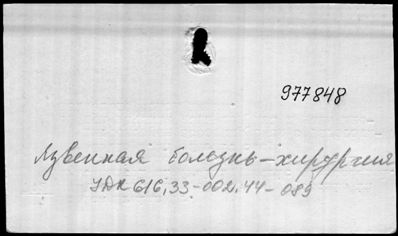 977848
Язвенная болезнь-хирургия
УДК 616,33-002.44-089